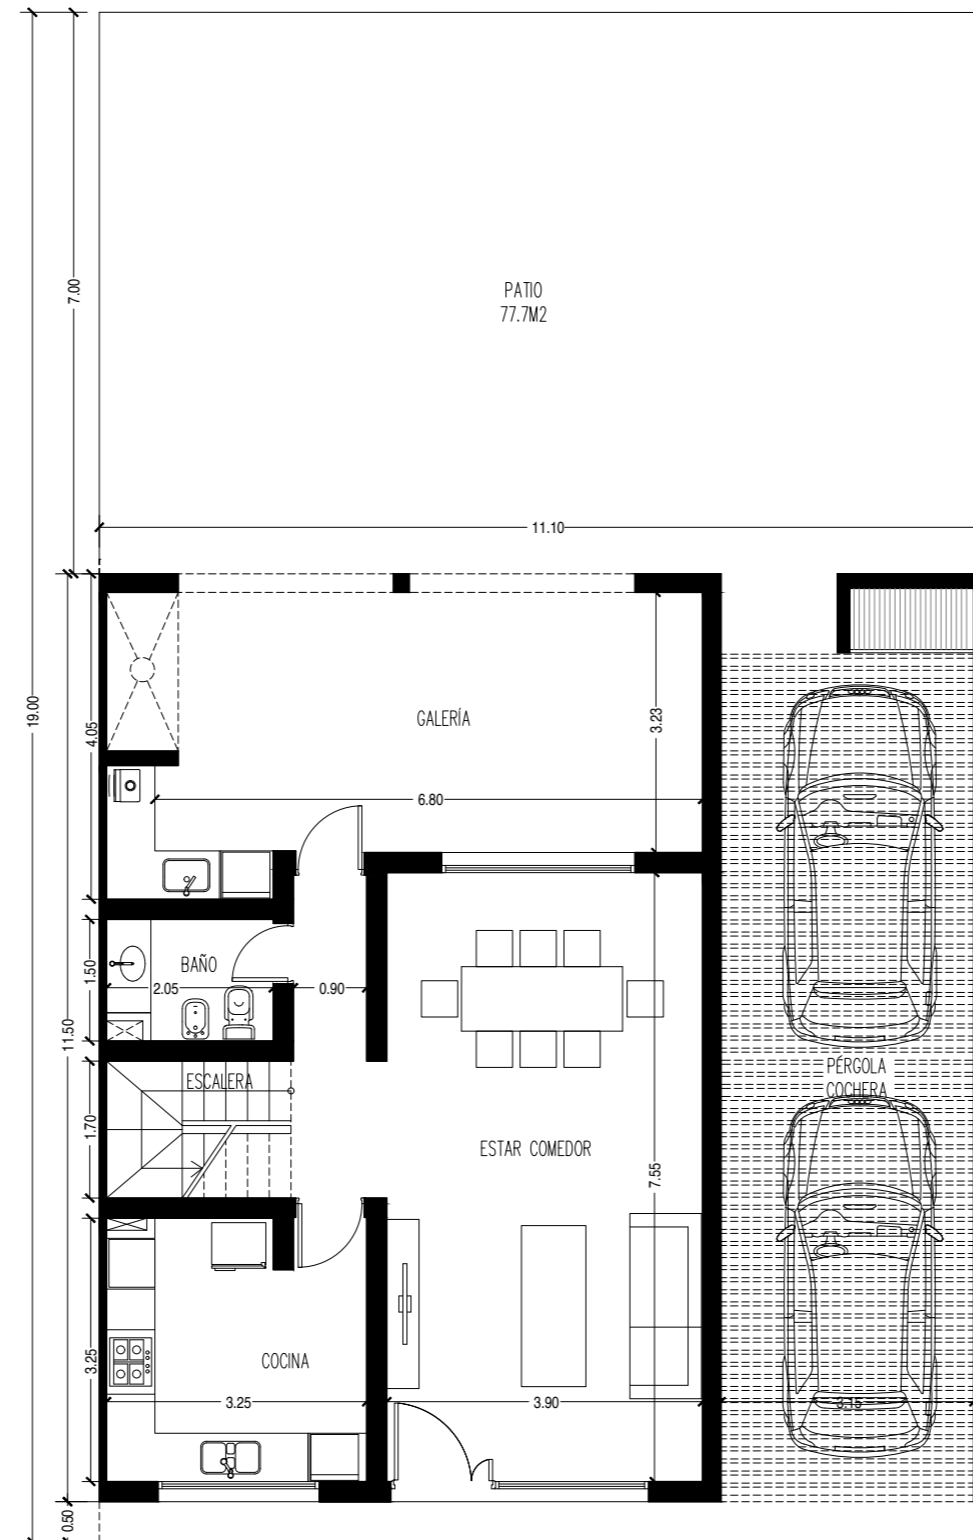 7.00
PATIO
77.7M2
11.10
19.00
4.05
GALERÍA
3.23
6.80
1.50
BAÑO
2.05
0.90
11.50
ESCALERA
PÉRGOLA
COCHERA
1.70
ESTAR COMEDOR
7.55
3.25
COCINA
3.25
3.90
3.15
0.50